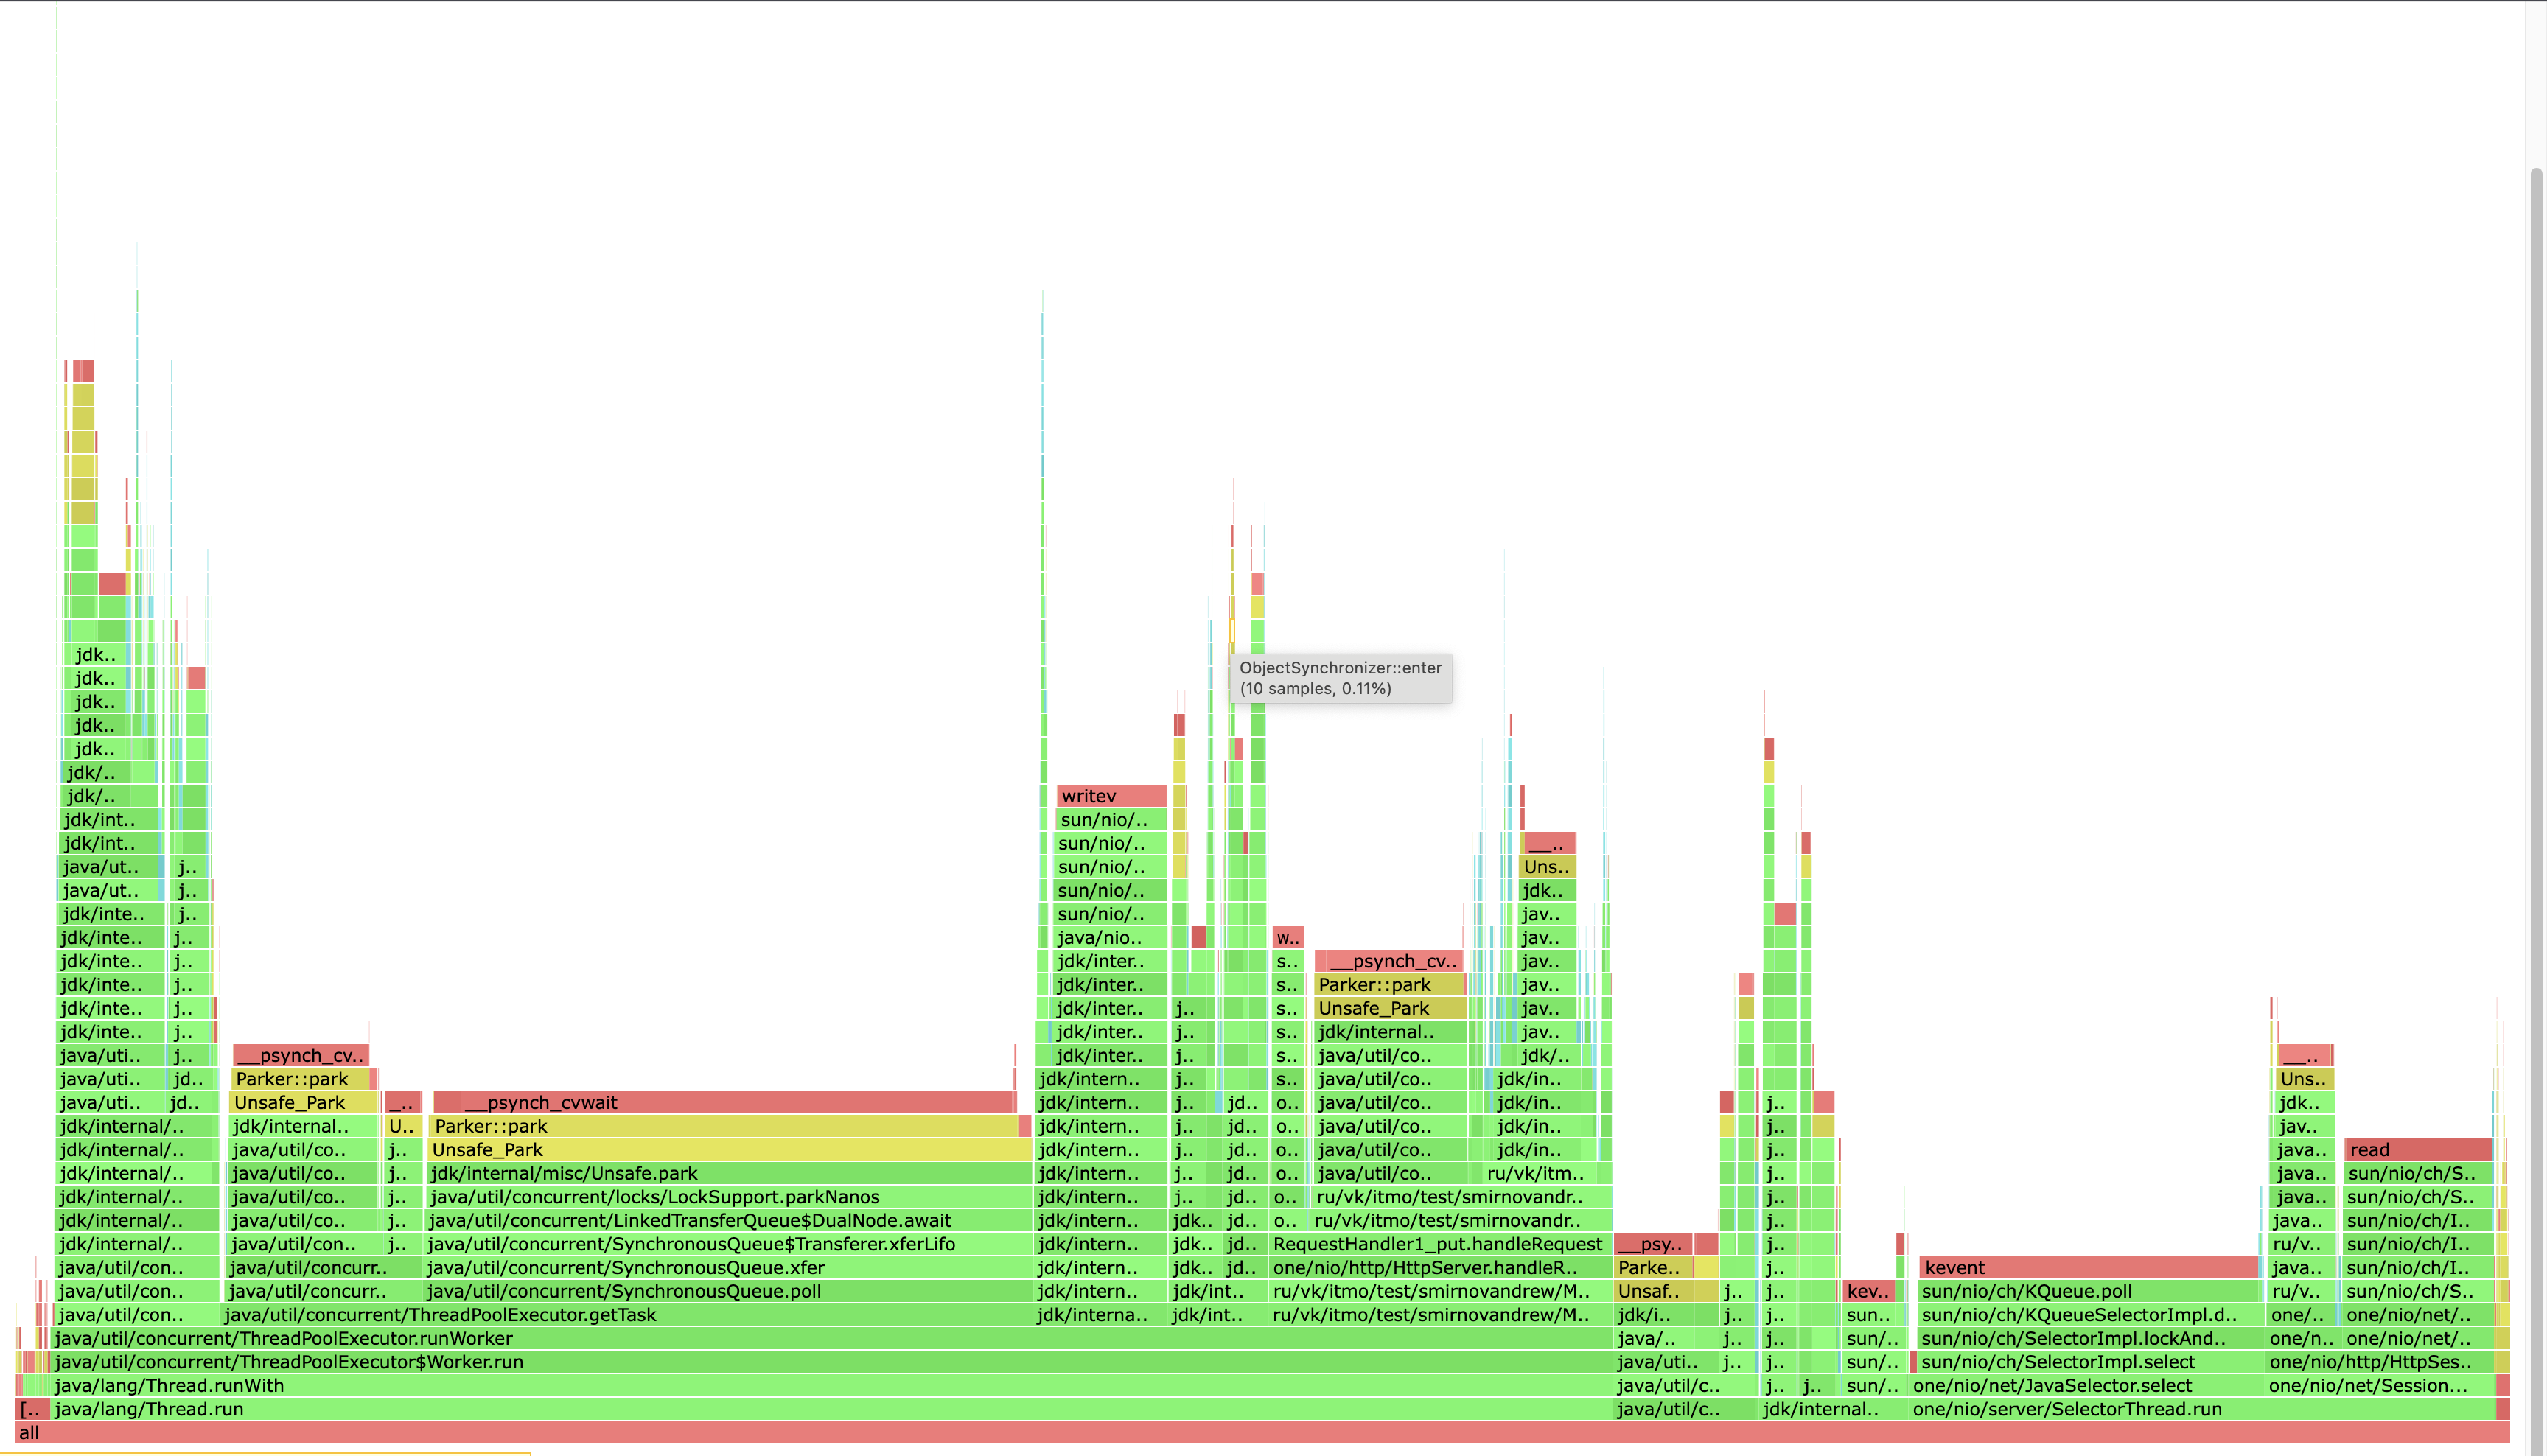 jdk..
ObjectSynchronizer::enter
jdk..
(10 samples, 0.11%)
jdk..
jdk..
jdk..
jdk/..
jdk/.. writev
jdk/int.. sun/nio/..
jdk/int.. sun/nio/.. __..
java/ut.. j.. sun/nio/.. Uns..
java/ut.. j.. sun/nio/.. jdk..
jdk/inte.. j.. sun/nio/.. jav..
jdk/inte.. j.. java/nio.. w.. jav..
jdk/inte.. j.. jdk/inter.. s.. __psynch_cv.. jav..
jdk/inte.. j.. jdk/inter.. s.. Parker::park jav..
jdk/inte.. j.. jdk/inter.. j.. s.. Unsafe_Park jav..
jdk/inte.. j.. jdk/inter.. j.. s.. jdk/internal.. jav..
java/uti.. j.. __psynch_cv.. jdk/inter.. j.. s.. java/util/co.. jdk/.. __..
java/uti.. jd.. Parker::park jdk/intern.. j.. s.. java/util/co.. jdk/in.. Uns..
java/uti.. jd.. Unsafe_Park _.. __psynch_cvwait jdk/intern.. j.. jd.. o.. java/util/co.. jdk/in.. j.. jdk..
jdk/internal/.. jdk/internal.. U.. Parker::park jdk/intern.. j.. jd.. o.. java/util/co.. jdk/in.. j.. jav..
jdk/internal/.. java/util/co.. j.. Unsafe_Park jdk/intern.. j.. jd.. o.. java/util/co.. jdk/in.. j.. java.. read
jdk/internal/.. java/util/co.. j.. jdk/internal/misc/Unsafe.park jdk/intern.. j.. jd.. o.. java/util/co.. ru/vk/itm.. j.. java.. sun/nio/ch/S..
jdk/internal/.. java/util/co.. j.. java/util/concurrent/locks/LockSupport.parkNanos jdk/intern.. j.. jd.. o.. ru/vk/itmo/test/smirnovandr.. j.. java.. sun/nio/ch/S..
jdk/internal/.. java/util/co.. j.. java/util/concurrent/LinkedTransferQueue$DualNode.await jdk/intern.. jdk.. jd.. o.. ru/vk/itmo/test/smirnovandr.. j.. java.. sun/nio/ch/I..
jdk/internal/.. java/util/con.. j.. java/util/concurrent/SynchronousQueue$Transferer.xferLifo jdk/intern.. jdk.. jd.. RequestHandler1_put.handleRequest __psy.. j.. ru/v.. sun/nio/ch/I..
java/util/con.. java/util/concurr.. java/util/concurrent/SynchronousQueue.xfer jdk/intern.. jdk.. jd.. one/nio/http/HttpServer.handleR.. Parke.. j.. kevent java.. sun/nio/ch/I..
java/util/con.. java/util/concurr.. java/util/concurrent/SynchronousQueue.poll jdk/intern.. jdk/int.. ru/vk/itmo/test/smirnovandrew/M.. Unsaf.. j.. j.. kev.. sun/nio/ch/KQueue.poll ru/v.. sun/nio/ch/S..
java/util/con.. java/util/concurrent/ThreadPoolExecutor.getTask jdk/interna.. jdk/int.. ru/vk/itmo/test/smirnovandrew/M.. jdk/i.. j.. j.. sun.. sun/nio/ch/KQueueSelectorImpl.d.. one/.. one/nio/net/..
java/util/concurrent/ThreadPoolExecutor.runWorker java/.. j.. j.. sun/.. sun/nio/ch/SelectorImpl.lockAnd.. one/n.. one/nio/net/..
java/util/concurrent/ThreadPoolExecutor$Worker.run java/uti.. j.. j.. sun/.. sun/nio/ch/SelectorImpl.select one/nio/http/HttpSes..
java/lang/Thread.runWith java/util/c.. j.. j.. sun/.. one/nio/net/JavaSelector.select one/nio/net/Session...
[.. java/lang/Thread.run java/util/c.. jdk/internal.. one/nio/server/SelectorThread.run
all